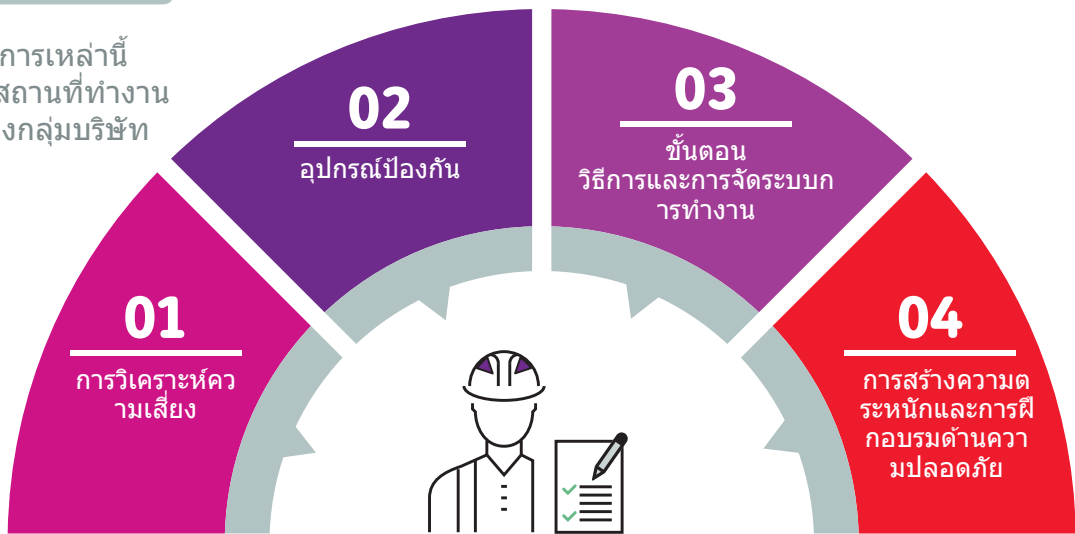 การเหล่านี้
สถานที่ทำงาน
งกลุ่มบริษัท
01
การวิเคราะห์คว
ามเสี่ยง
02
อุปกรณ์ป้องกัน
03
ขั้นตอน
วิธีการและการจัดระบบก
ารทำงาน
04
การสร้างความต
ระหนักและการฝึ
กอบรมด้านควา
มปลอดภัย